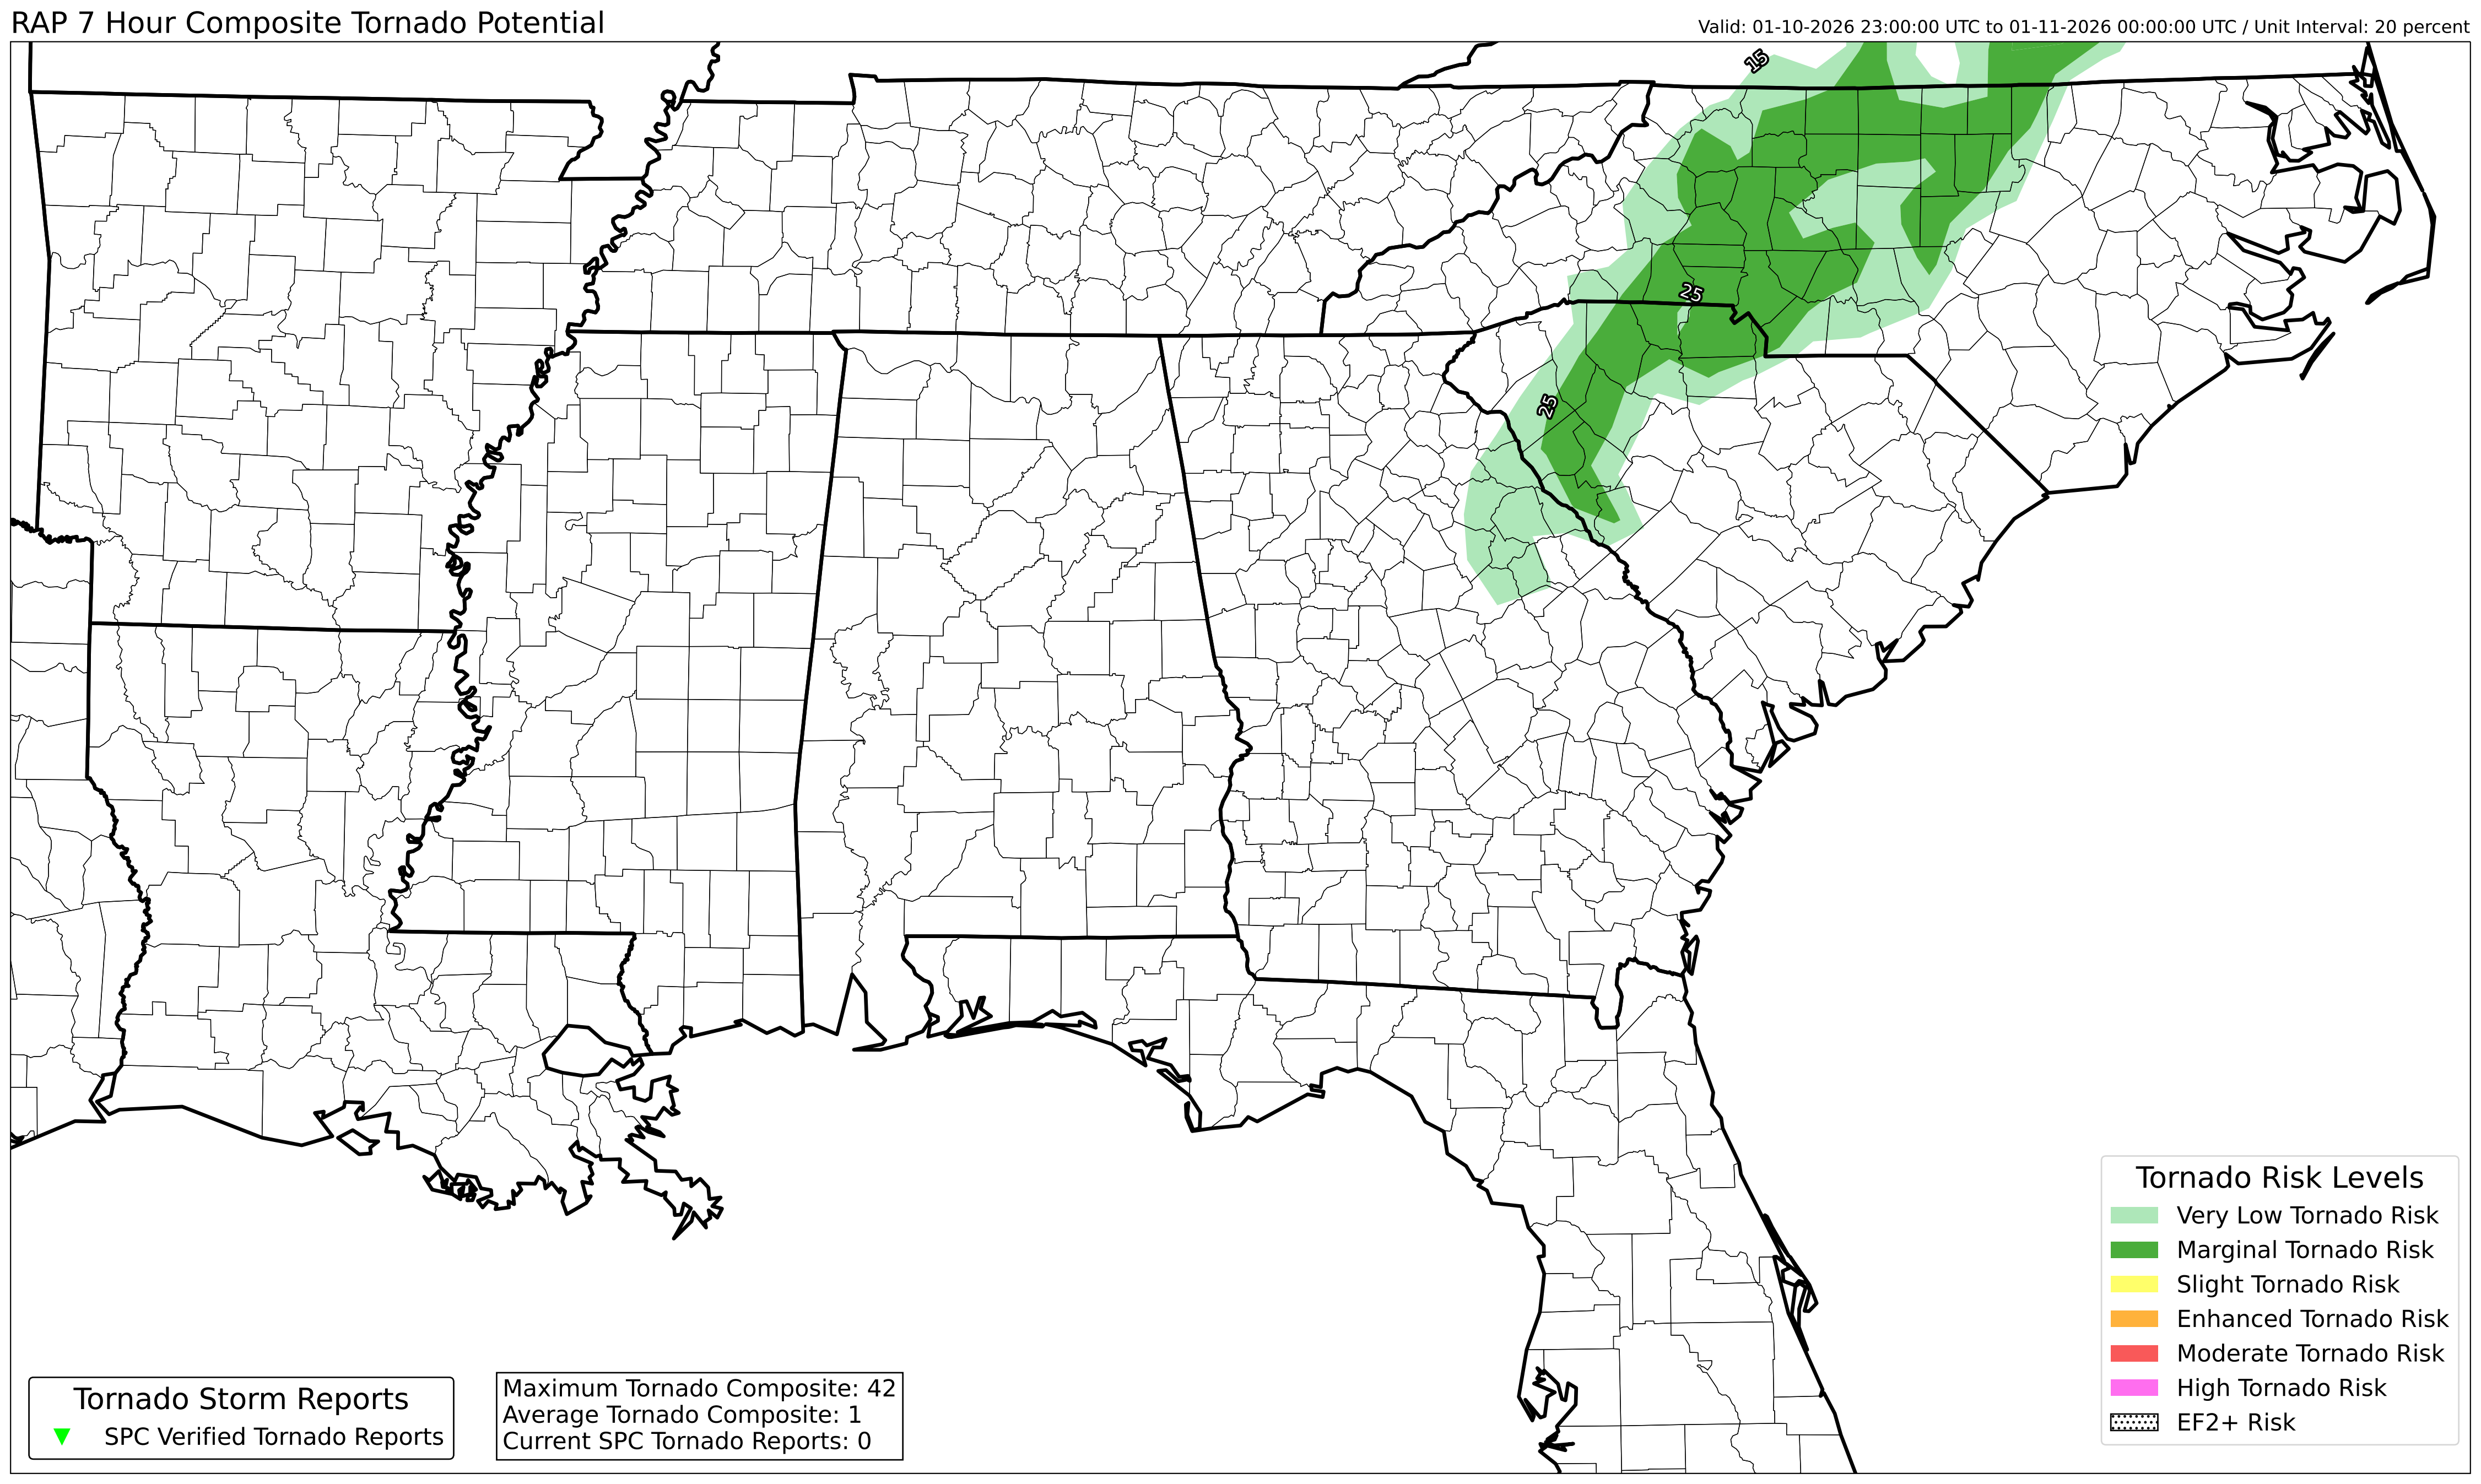 RAP 7 Hour Composite Tornado Potential
Valid: 01-10-2026 23:00:00 UTC to 01-11-2026 00:00:00 UTC / Unit Interval: 20 percent
15
25
25
Tornado Risk Levels
Very Low Tornado Risk
Marginal Tornado Risk
Slight Tornado Risk
Enhanced Tornado Risk
Moderate Tornado Risk
High Tornado Risk
EF2+ Risk
Tornado Storm Reports
SPC Verified Tornado Reports
Maximum Tornado Composite: 42
Average Tornado Composite: 1
Current SPC Tornado Reports: 0